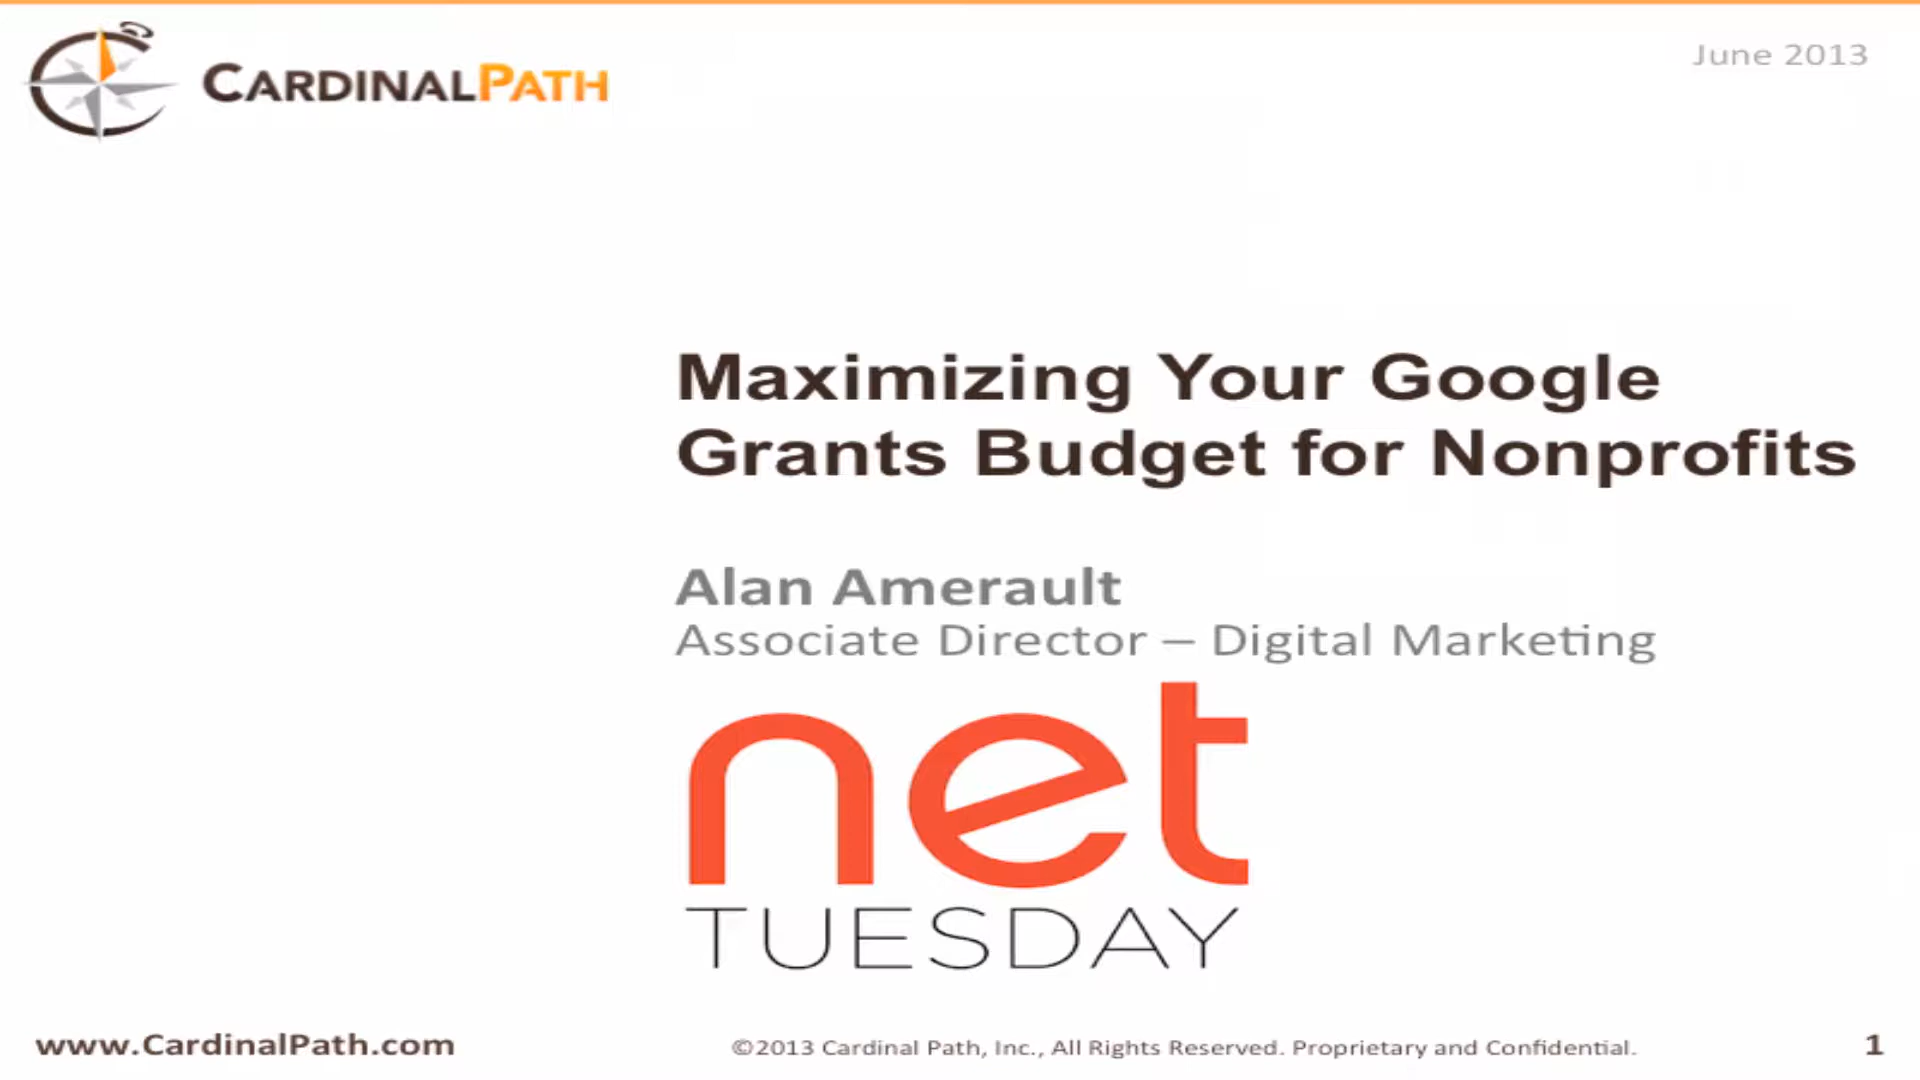 CARDINALPATH
June 2013
Maximizing Your Google
Grants Budget for Nonprofits
Alan Amerault
Associate Director – Digital Marketing
net
TUESDAY
www.CardinalPath.com
©2013 Cardinal Path, Inc., All Rights Reserved. Proprietary and Confidential.
1